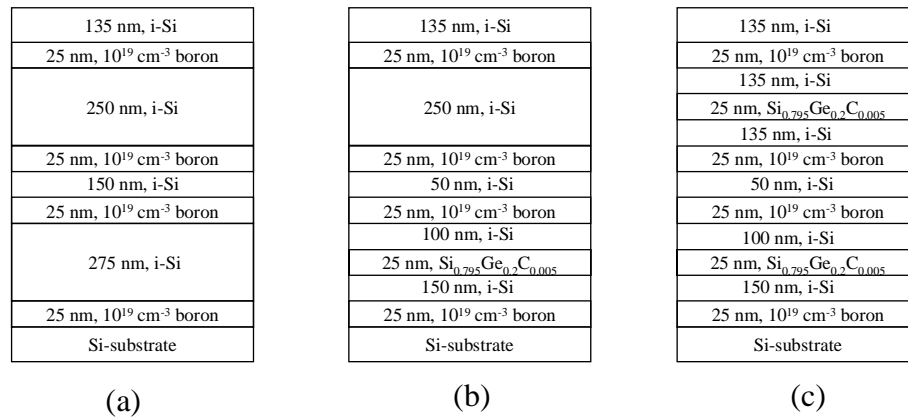 135 nm, i-Si
25 nm, 10¹⁹ cm⁻³ boron
250 nm, i-Si
25 nm, 10¹⁹ cm⁻³ boron
150 nm, i-Si
25 nm, 10¹⁹ cm⁻³ boron
275 nm, i-Si
25 nm, 10¹⁹ cm⁻³ boron
Si-substrate
(a)
135 nm, i-Si
25 nm, 10¹⁹ cm⁻³ boron
250 nm, i-Si
25 nm, 10¹⁹ cm⁻³ boron
50 nm, i-Si
25 nm, 10¹⁹ cm⁻³ boron
100 nm, i-Si
25 nm, Si₀.₇₉₅Ge₀.₂C₀.₀₀₅
150 nm, i-Si
25 nm, 10¹⁹ cm⁻³ boron
Si-substrate
(b)
135 nm, i-Si
25 nm, 10¹⁹ cm⁻³ boron
135 nm, i-Si
25 nm, Si₀.₇₉₅Ge₀.₂C₀.₀₀₅
135 nm, i-Si
25 nm, 10¹⁹ cm⁻³ boron
50 nm, i-Si
25 nm, 10¹⁹ cm⁻³ boron
100 nm, i-Si
25 nm, Si₀.₇₉₅Ge₀.₂C₀.₀₀₅
150 nm, i-Si
25 nm, 10¹⁹ cm⁻³ boron
Si-substrate
(c)